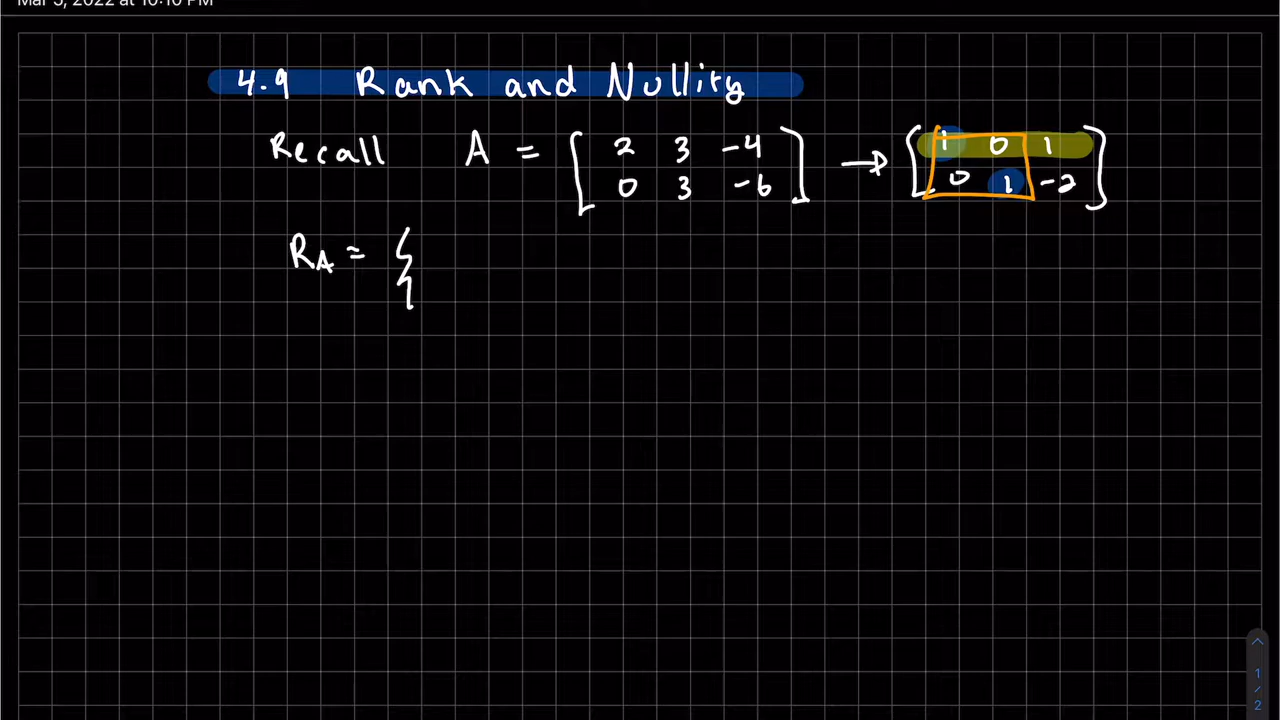 Mar 5, 2022 at 10:10 PM
4.9 Rank and Nullity
Recall A = [ 2 3 -4 ] → [ 1 0 1 ]
[ 0 3 -6 ] [ 0 1 -2 ]
R_A = {
1
/
2